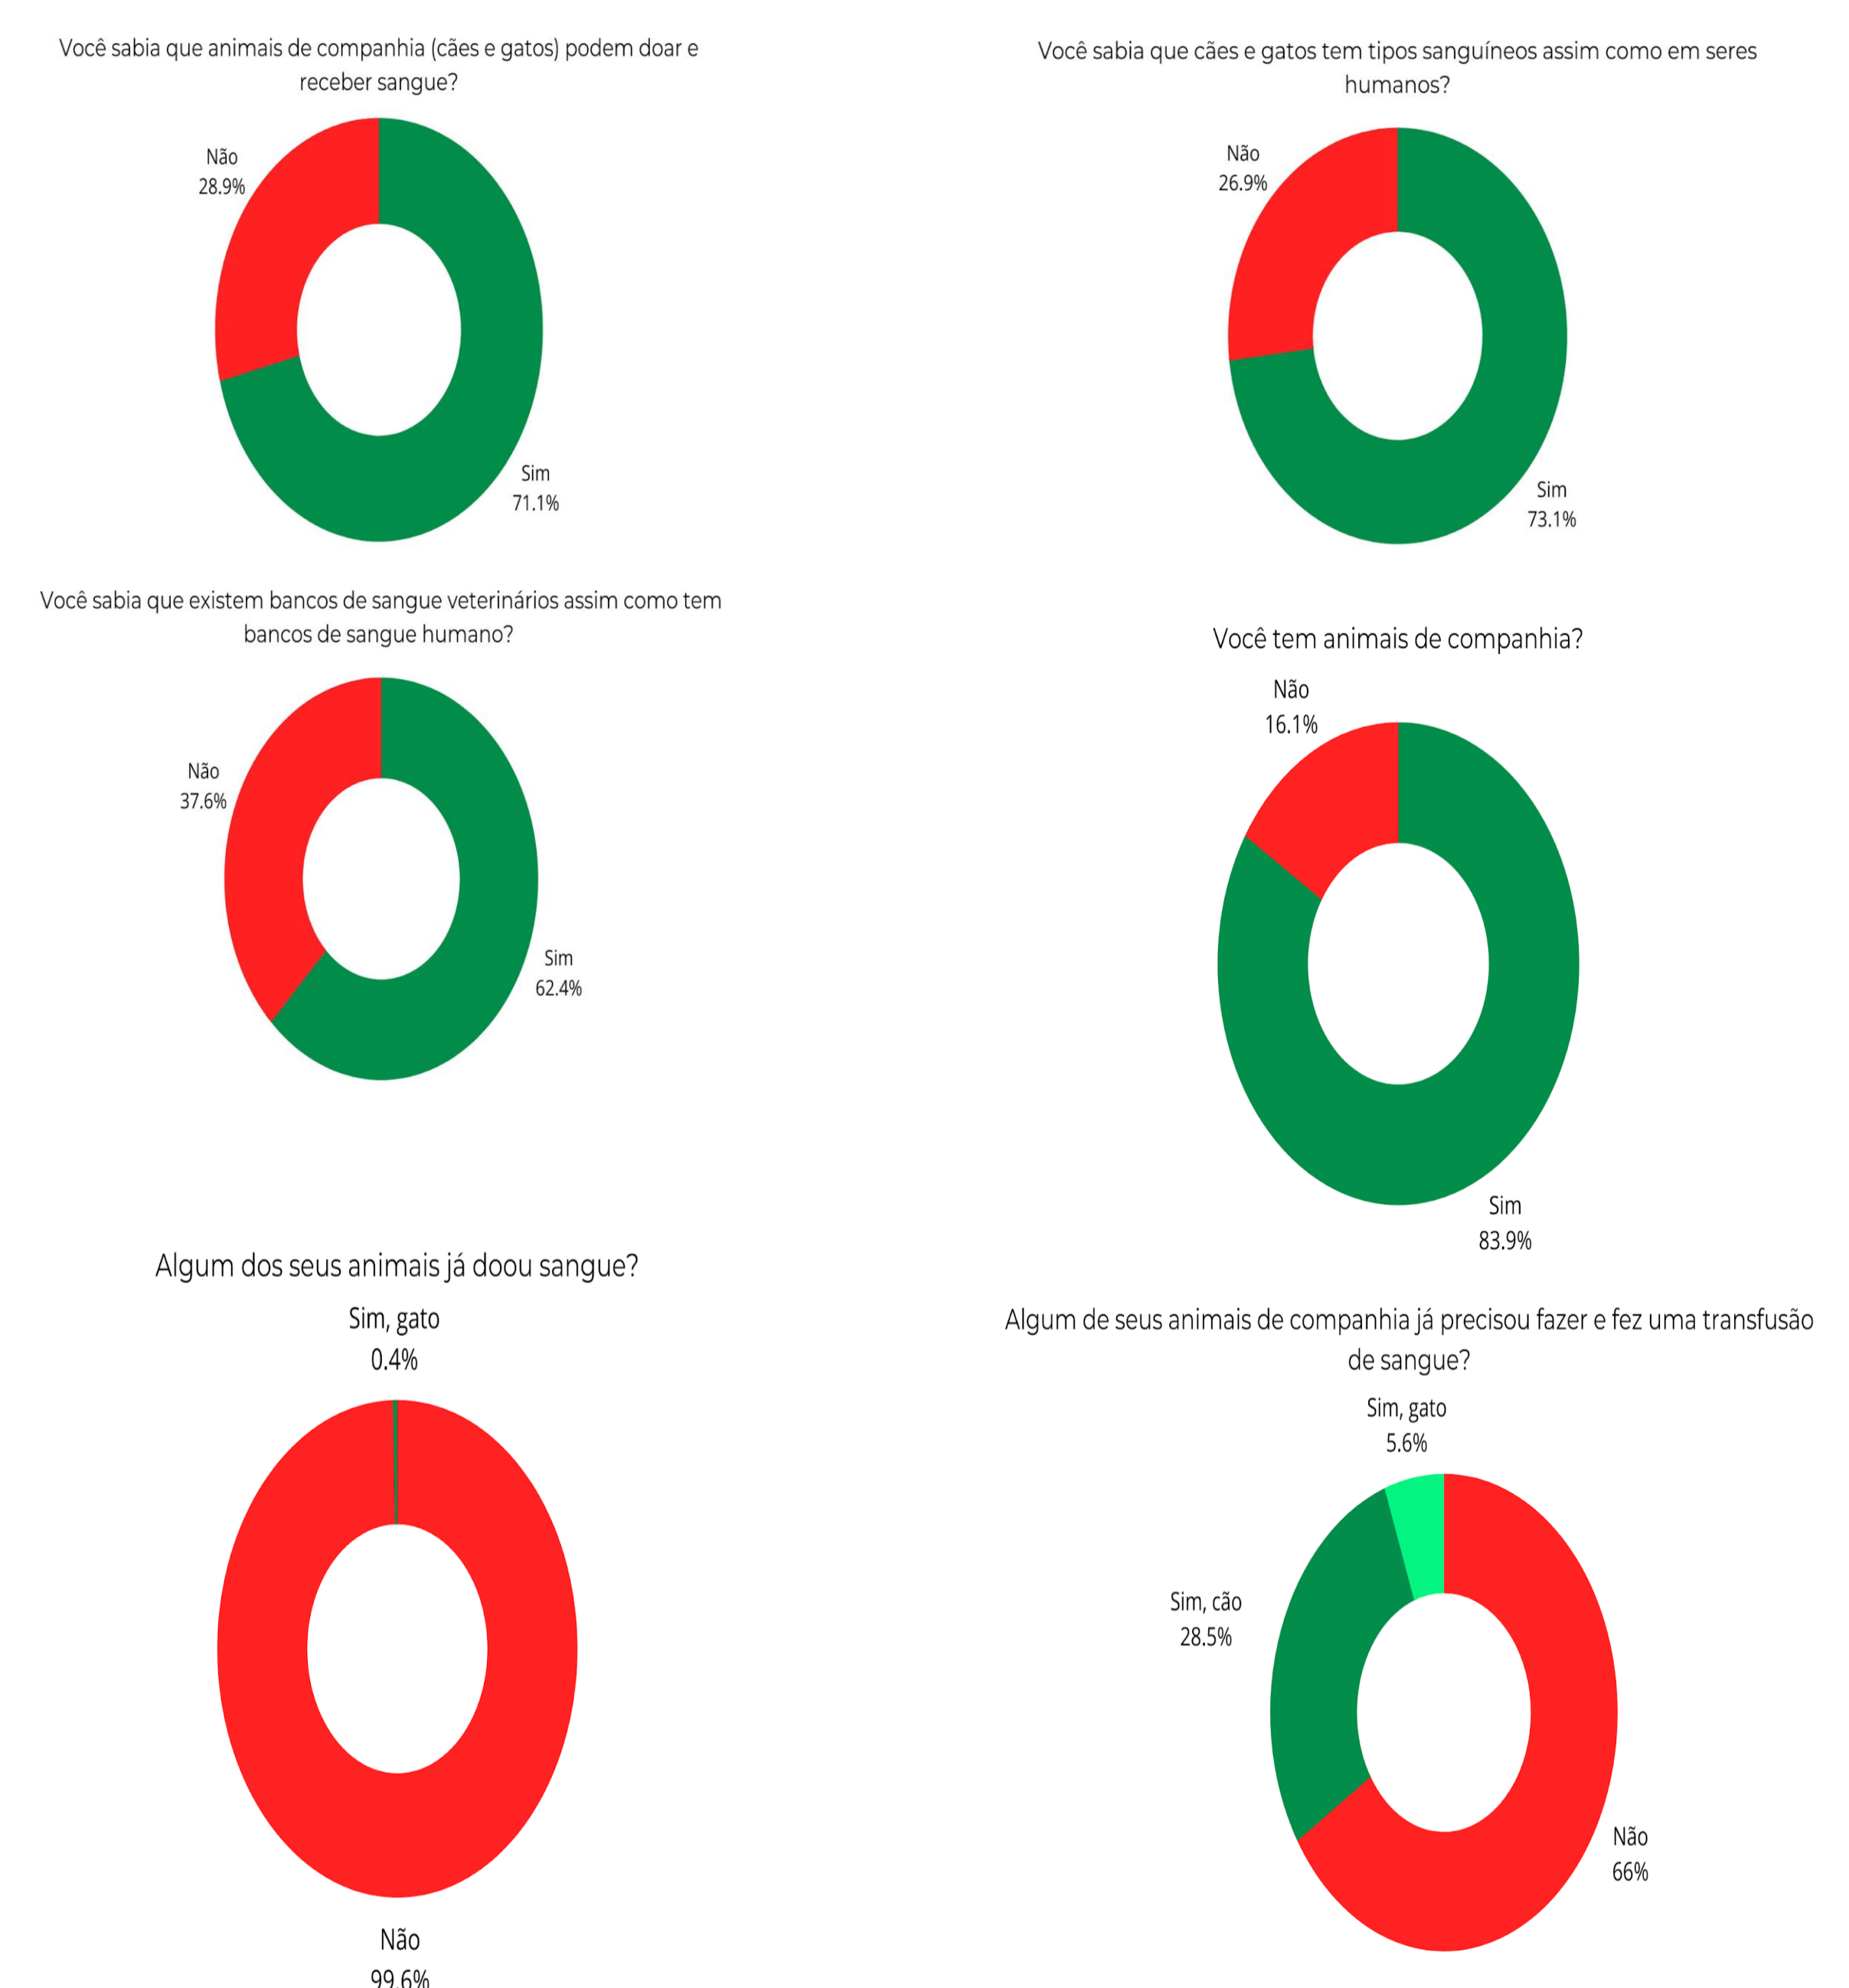 Você sabia que animais de companhia (cães e gatos) podem doar e
receber sangue?
Não
28.9%
Sim
71.1%
Você sabia que cães e gatos tem tipos sanguíneos assim como em seres
humanos?
Não
26.9%
Sim
73.1%
Você sabia que existem bancos de sangue veterinários assim como tem
bancos de sangue humano?
Não
37.6%
Sim
62.4%
Você tem animais de companhia?
Não
16.1%
Sim
83.9%
Algum dos seus animais já doou sangue?
Sim, gato
0.4%
Não
99.6%
Algum de seus animais de companhia já precisou fazer e fez uma transfusão
de sangue?
Sim, gato
5.6%
Sim, cão
28.5%
Não
66%